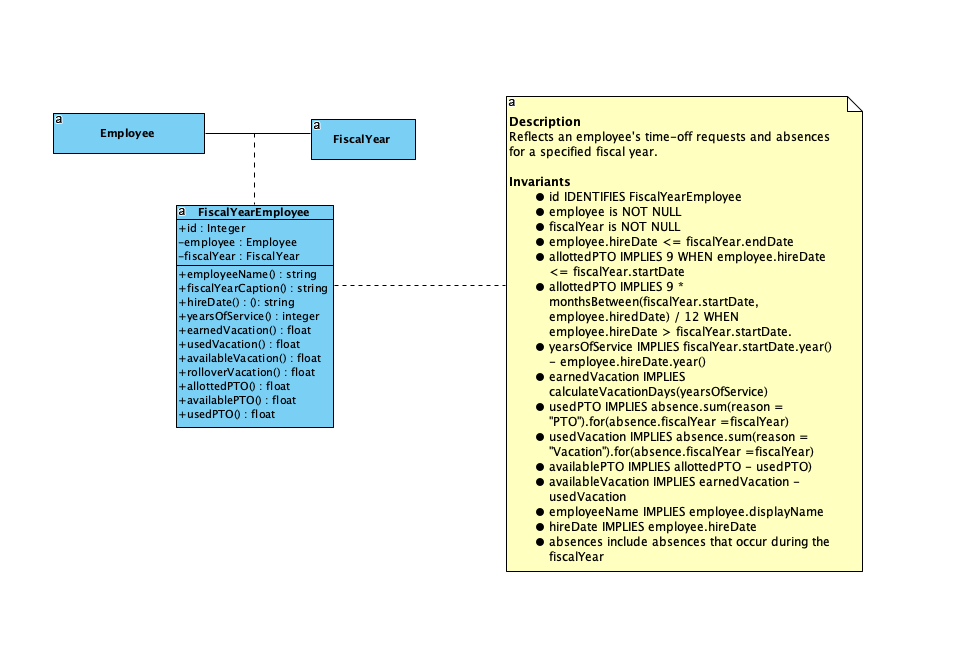 a
Employee
a
FiscalYear
a FiscalYearEmployee
+id : Integer
-employee : Employee
-fiscalYear : FiscalYear
+employeeName() : string
+fiscalYearCaption() : string
+hireDate() : (): string
+yearsOfService() : integer
+earnedVacation() : float
+usedVacation() : float
+availableVacation() : float
+rolloverVacation() : float
+allottedPTO() : float
+availablePTO() : float
+usedPTO() : float
a
Description
Reflects an employee's time-off requests and absences
for a specified fiscal year.
Invariants
● id IDENTIFIES FiscalYearEmployee
● employee is NOT NULL
● fiscalYear is NOT NULL
● employee.hireDate <= fiscalYear.endDate
● allottedPTO IMPLIES 9 WHEN employee.hireDate
<= fiscalYear.startDate
● allottedPTO IMPLIES 9 *
monthsBetween(fiscalYear.startDate,
employee.hiredDate) / 12 WHEN
employee.hireDate > fiscalYear.startDate.
● yearsOfService IMPLIES fiscalYear.startDate.year()
- employee.hireDate.year()
● earnedVacation IMPLIES
calculateVacationDays(yearsOfService)
● usedPTO IMPLIES absence.sum(reason =
"PTO").for(absence.fiscalYear =fiscalYear)
● usedVacation IMPLIES absence.sum(reason =
"Vacation").for(absence.fiscalYear =fiscalYear)
● availablePTO IMPLIES allottedPTO - usedPTO)
● availableVacation IMPLIES earnedVacation -
usedVacation
● employeeName IMPLIES employee.displayName
● hireDate IMPLIES employee.hireDate
● absences include absences that occur during the
fiscalYear